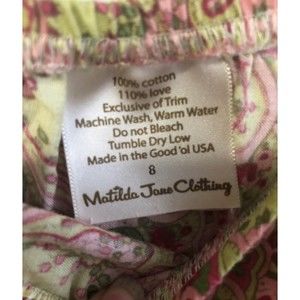 100% cotton
110% love
Exclusive of Trim
Machine Wash, Warm Water
Do not Bleach
Tumble Dry Low
Made in the Good 'ol USA
8
Matilda Jane Clothing